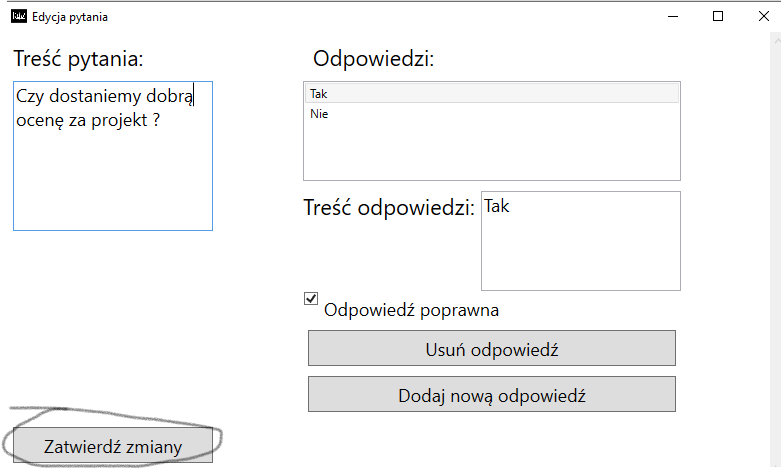 Edycja pytania
Treść pytania:
Czy dostaniemy dobrą
ocenę za projekt ?
Odpowiedzi:
Tak
Nie
Treść odpowiedzi:
Tak
Odpowiedź poprawna
Usuń odpowiedź
Dodaj nową odpowiedź
Zatwierdź zmiany